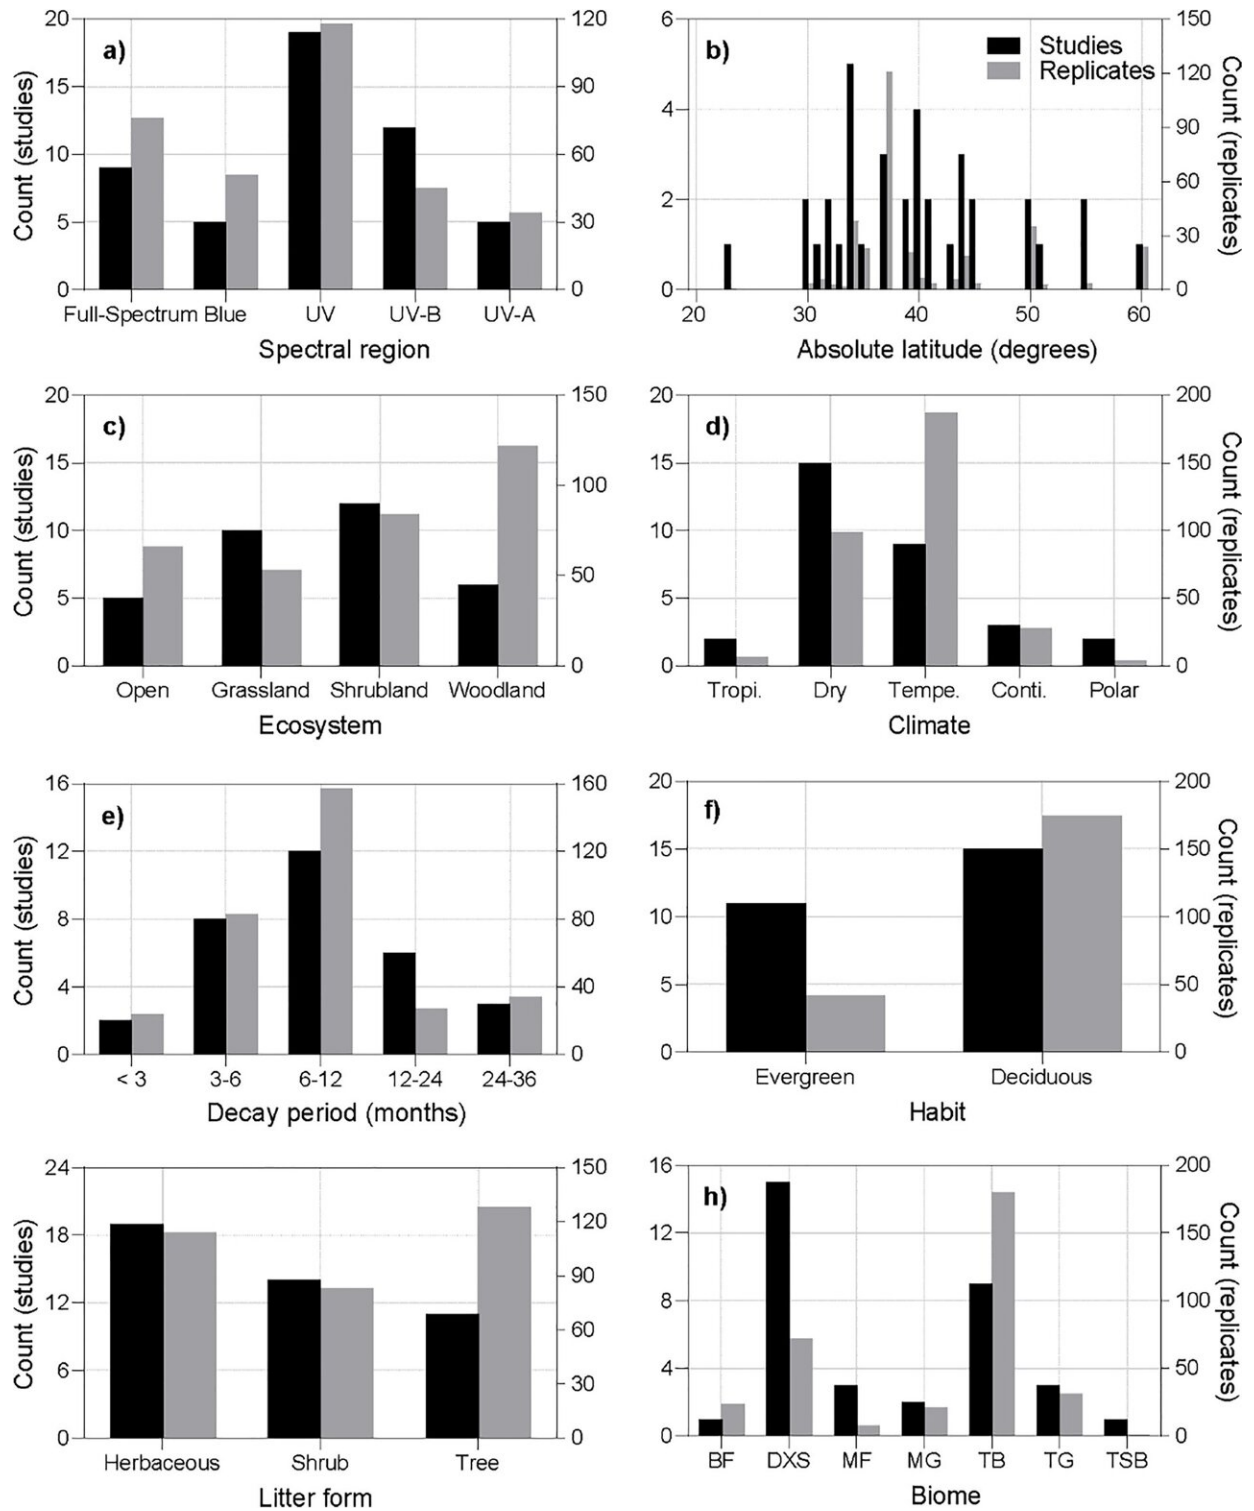 a)
20
15
10
5
0
Count (studies)
120
90
60
30
0
Full-Spectrum Blue UV UV-B UV-A
Spectral region
b)
Studies
Replicates
6
4
2
0
150
120
90
60
30
0
Count (replicates)
20 30 40 50 60
Absolute latitude (degrees)
c)
20
15
10
5
0
Count (studies)
150
100
50
0
Open Grassland Shrubland Woodland
Ecosystem
d)
20
15
10
5
0
200
150
100
50
0
Count (replicates)
Tropi. Dry Tempe. Conti. Polar
Climate
e)
16
12
8
4
0
Count (studies)
160
120
80
40
0
< 3 3-6 6-12 12-24 24-36
Decay period (months)
f)
20
15
10
5
0
200
150
100
50
0
Count (replicates)
Evergreen Deciduous
Habit
24
18
12
6
0
Count (studies)
150
120
90
60
30
0
Herbaceous Shrub Tree
Litter form
h)
16
12
8
4
0
200
150
100
50
0
Count (replicates)
BF DXS MF MG TB TG TSB
Biome